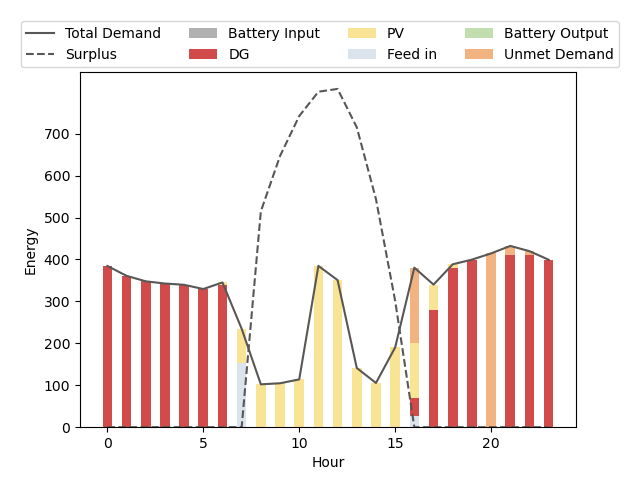 Total Demand Battery Input PV Battery Output
Surplus DG Feed in Unmet Demand
700
600
500
400
300
200
100
0
Energy
0 5 10 15 20
Hour